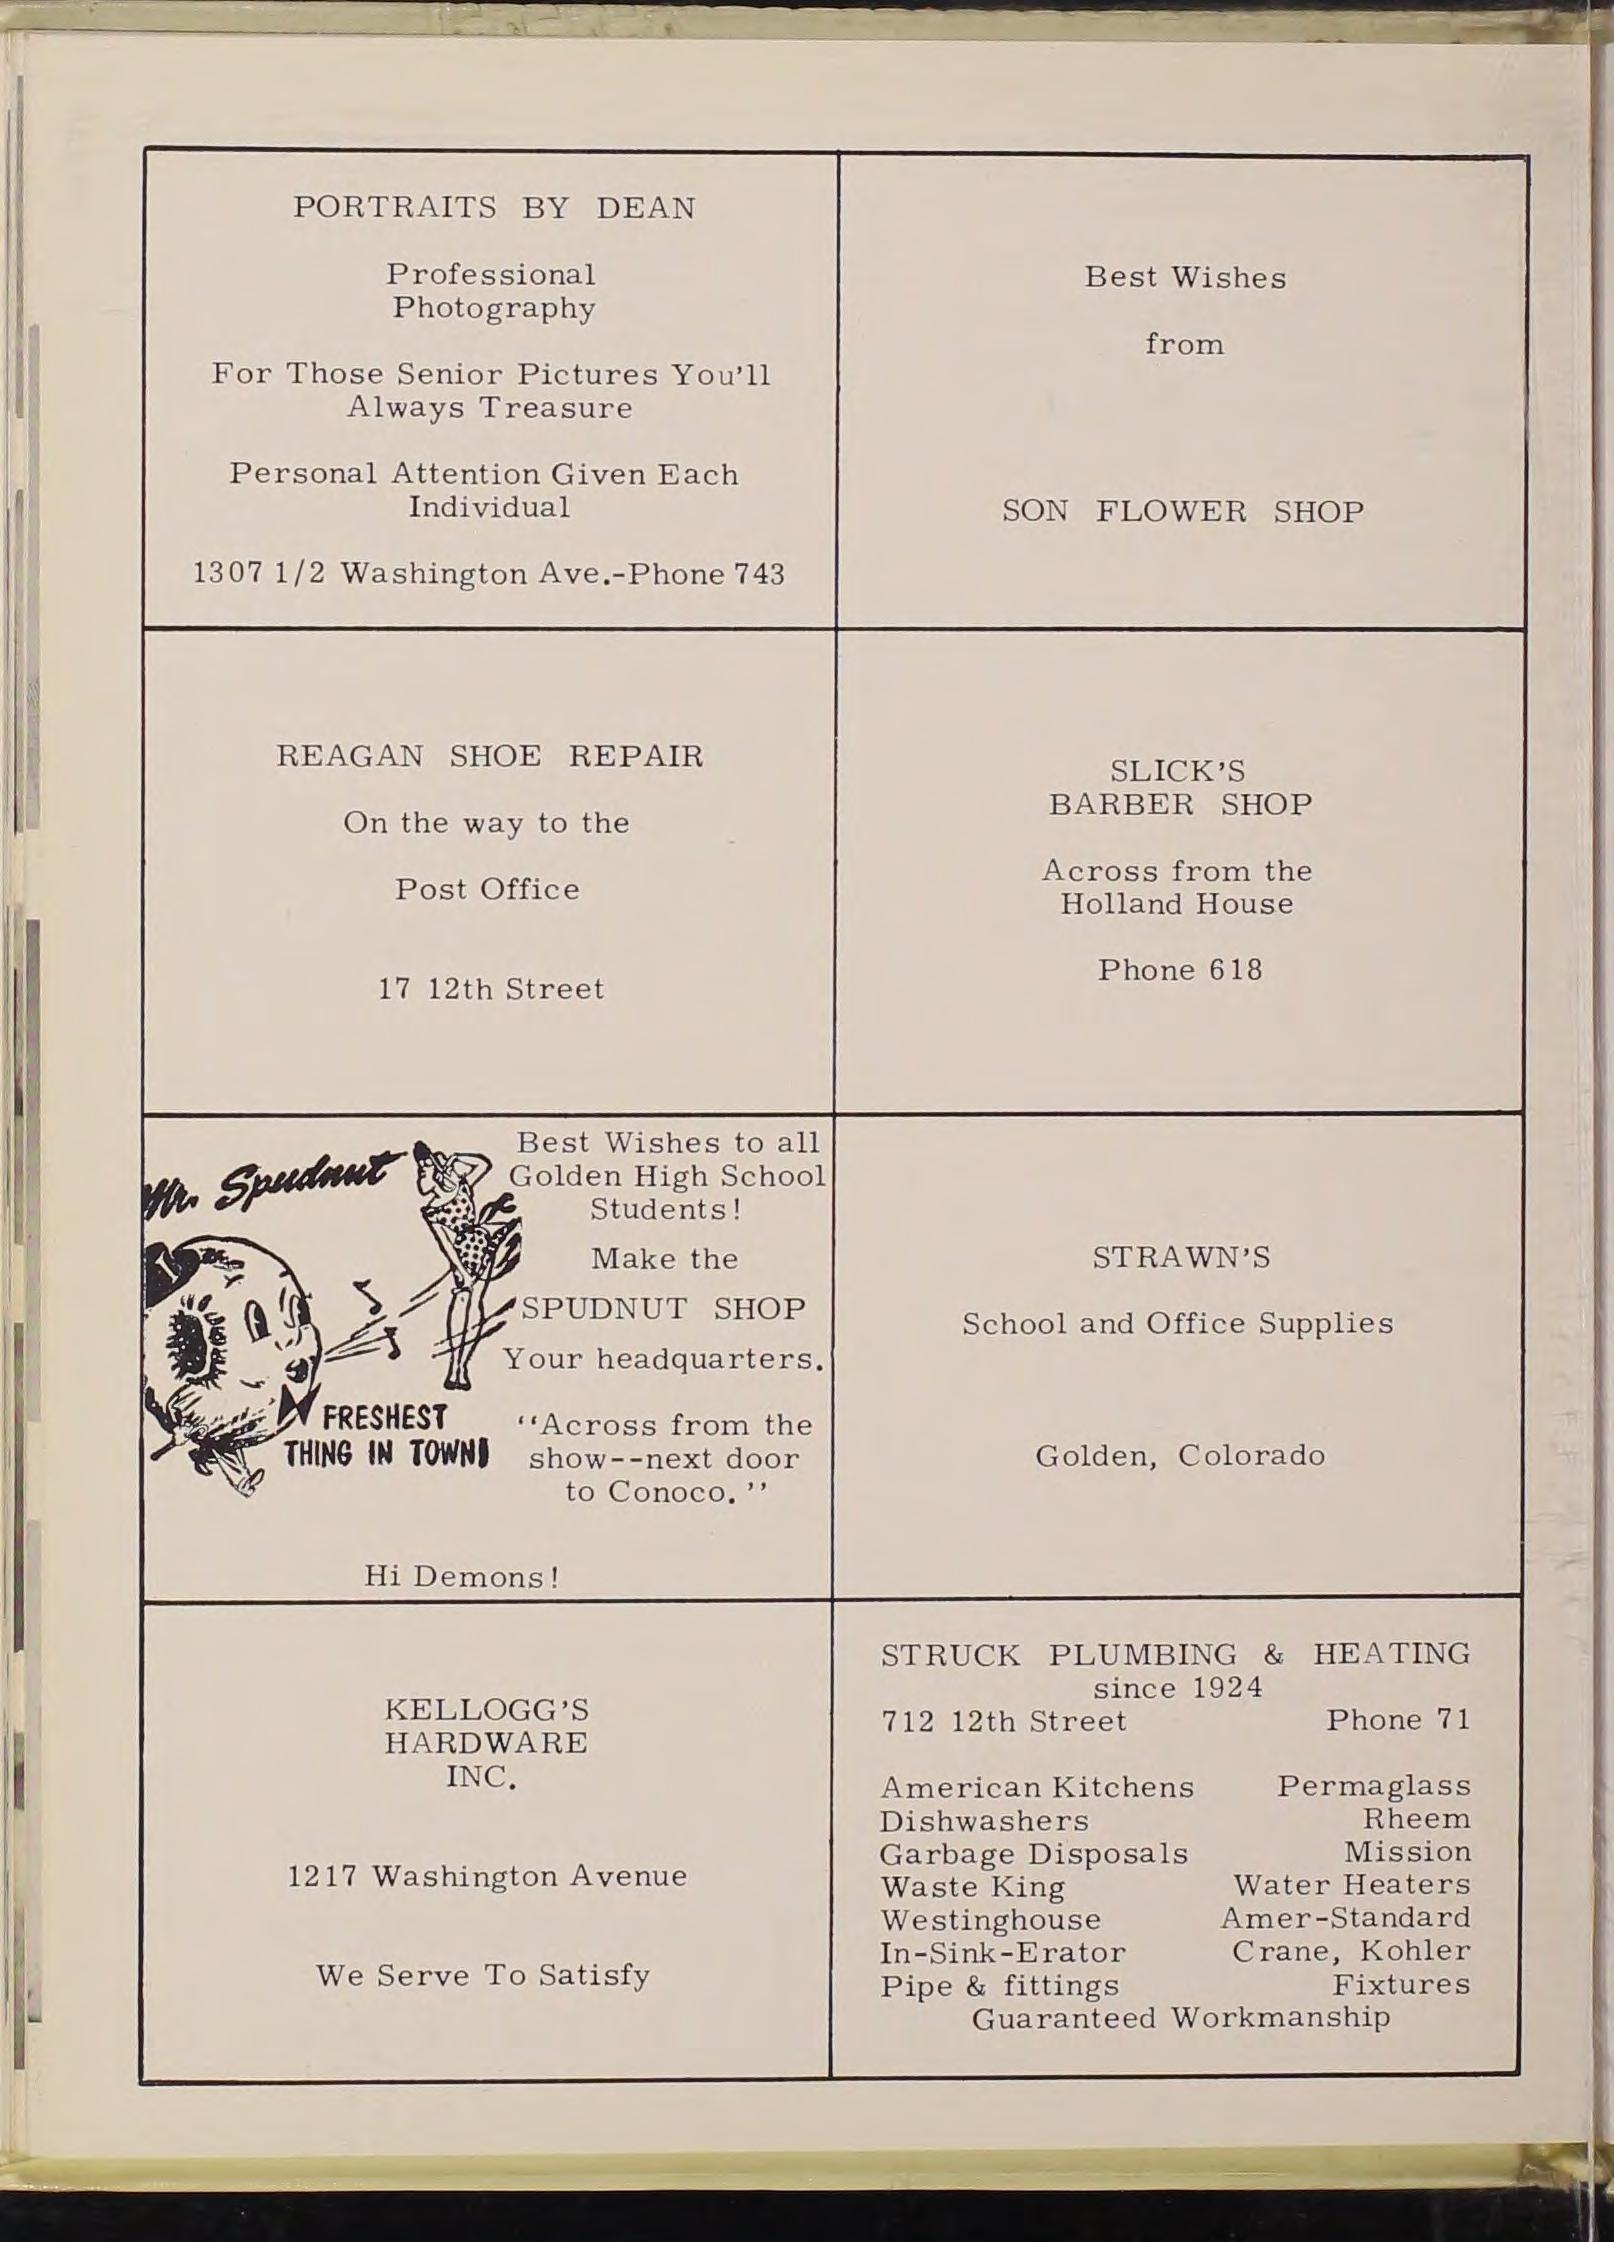 PORTRAITS BY DEAN
Professional
Photography
For Those Senior Pictures You'll
Always Treasure
Personal Attention Given Each
Individual
1307 1/2 Washington Ave.-Phone 743
Best Wishes
from
SON FLOWER SHOP
REAGAN SHOE REPAIR
On the way to the
Post Office
17 12th Street
SLICK'S
BARBER SHOP
Across from the
Holland House
Phone 618
Mr. Spudnut
FRESHEST
THING IN TOWN!
Best Wishes to all
Golden High School
Students!
Make the
SPUDNUT SHOP
Your headquarters.
"Across from the
show--next door
to Conoco."
Hi Demons!
STRAWN'S
School and Office Supplies
Golden, Colorado
KELLOGG'S
HARDWARE
INC.
1217 Washington Avenue
We Serve To Satisfy
STRUCK PLUMBING & HEATING
since 1924
712 12th Street Phone 71
American Kitchens Permaglass
Dishwashers Rheem
Garbage Disposals Mission
Waste King Water Heaters
Westinghouse Amer-Standard
In-Sink-Erator Crane, Kohler
Pipe & fittings Fixtures
Guaranteed Workmanship